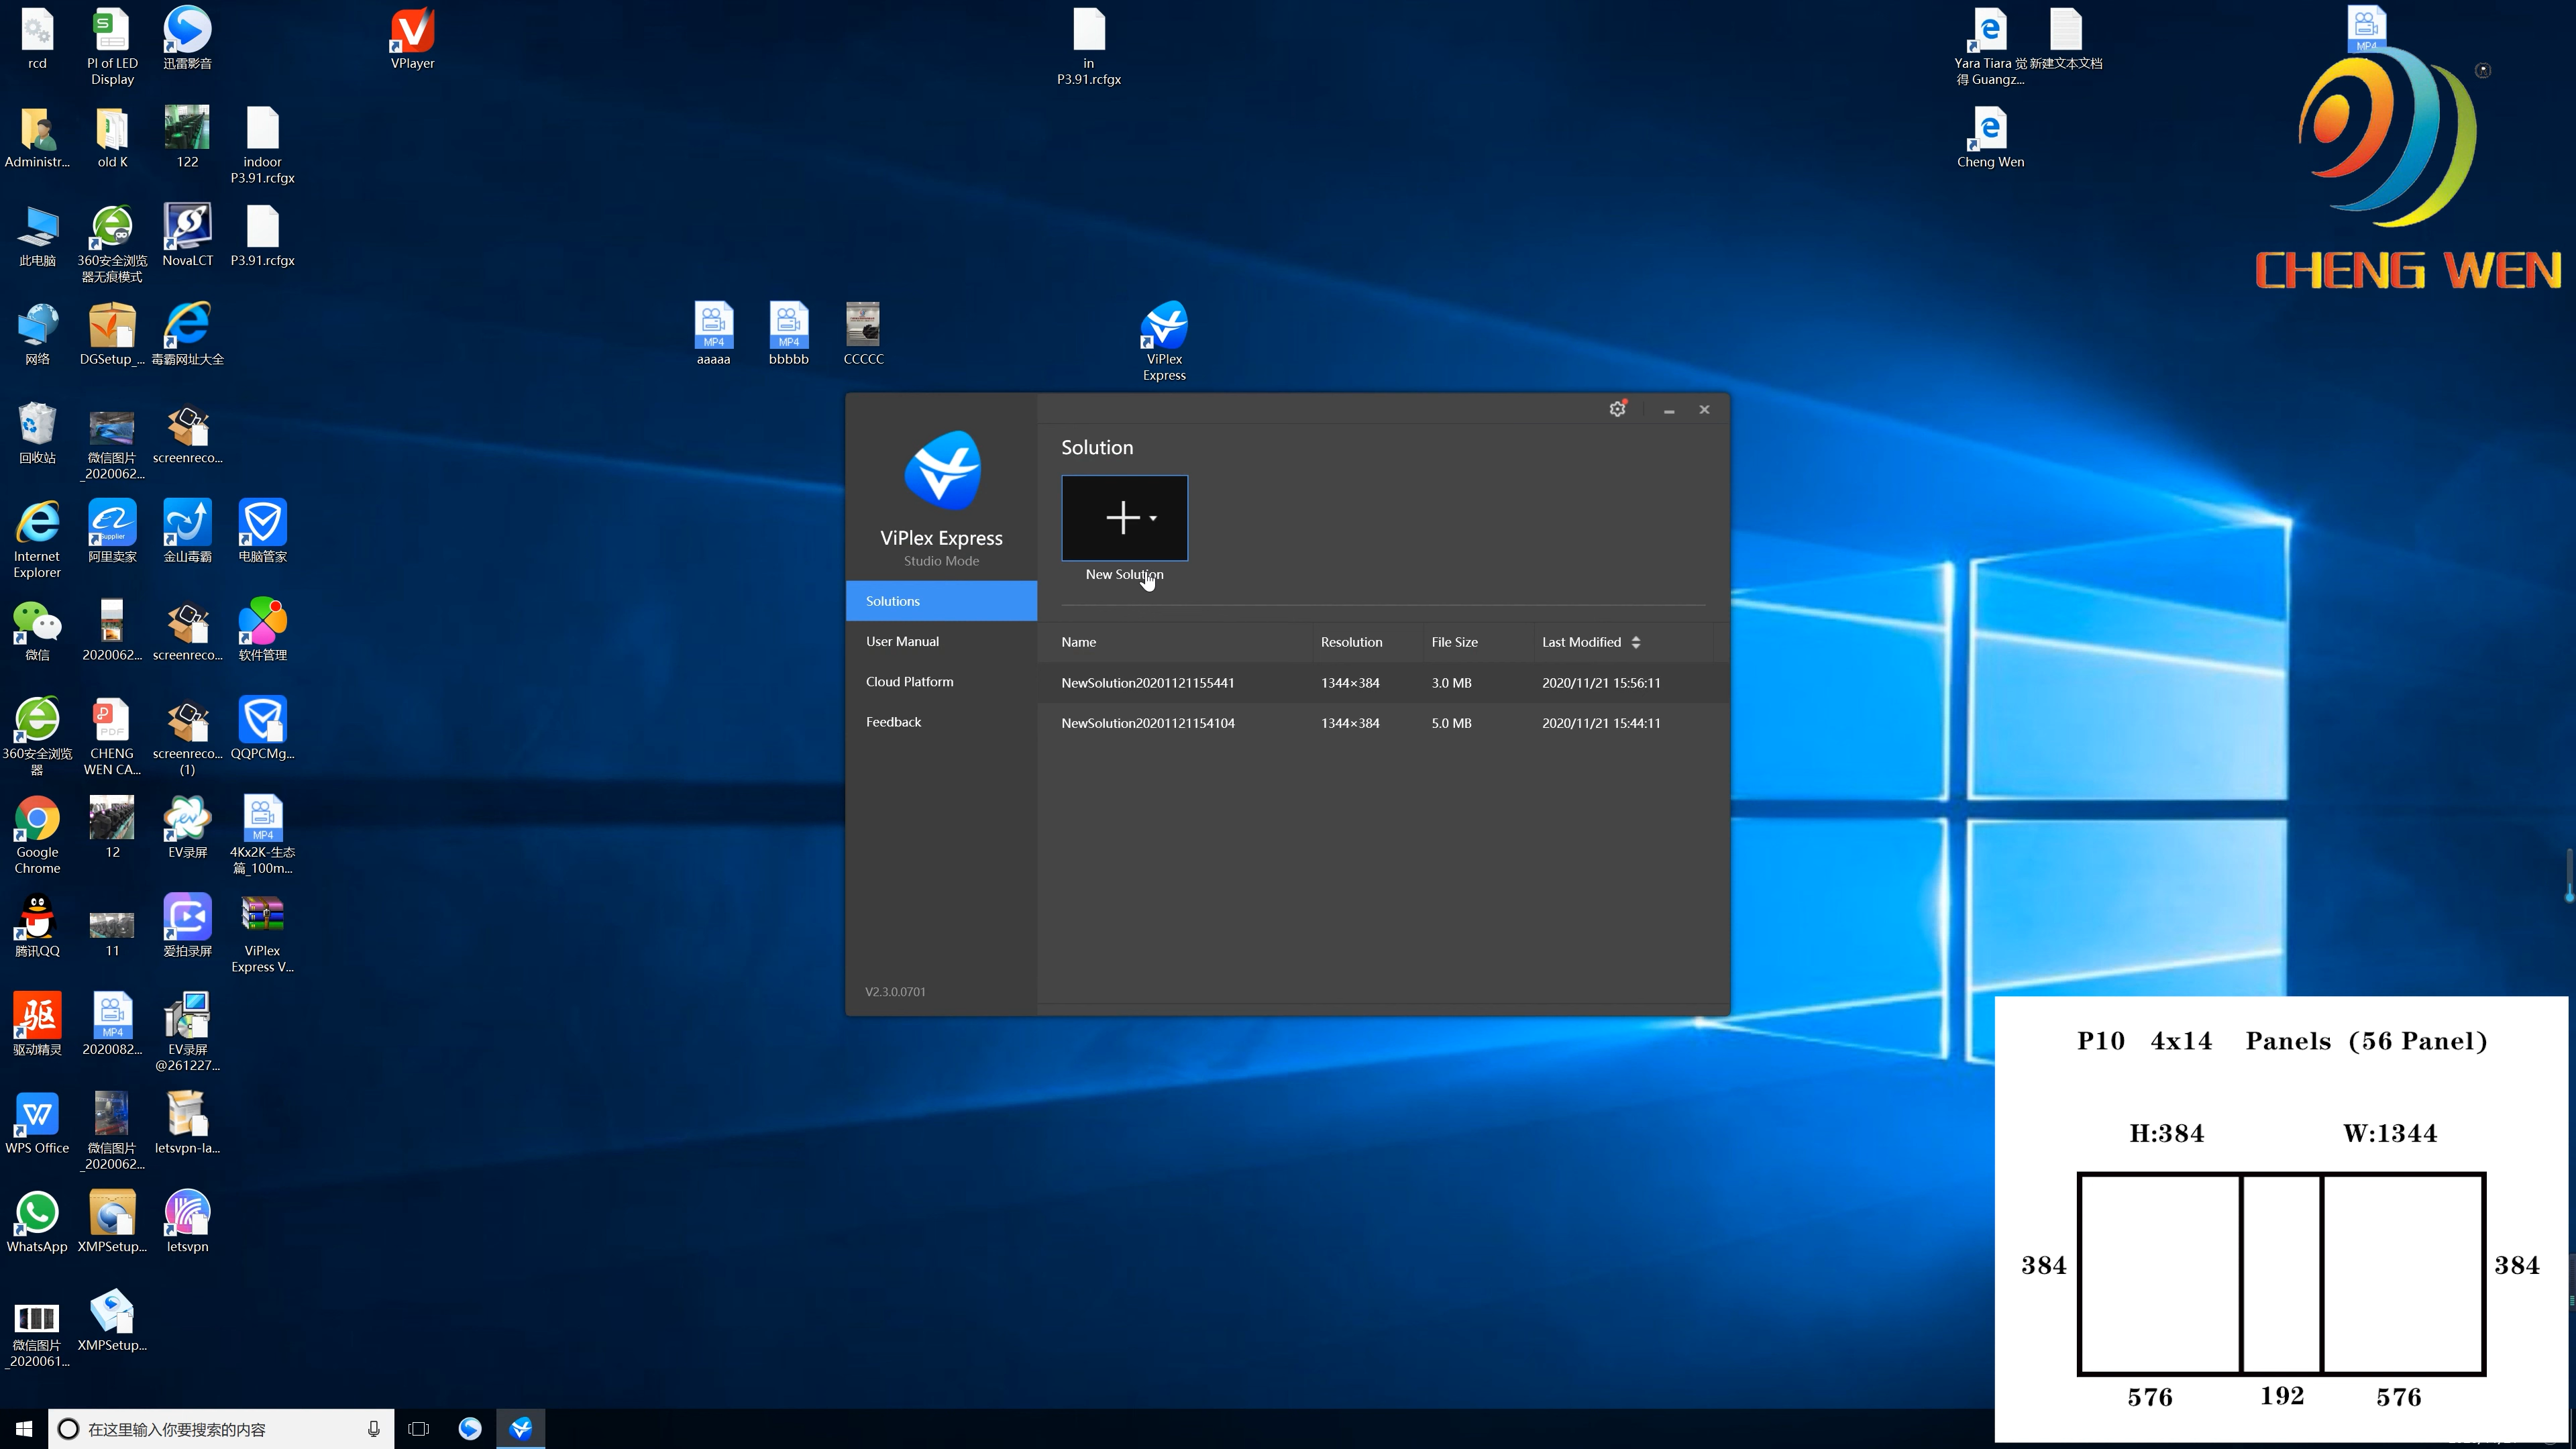 rcd
PI of LED
Display
迅雷影音
VPlayer
in
P3.91.rcfgx
Yara Tiara 觉
得 Guangz...
新建文本文档
MP4
Administr...
old K
122
indoor
P3.91.rcfgx
Cheng Wen
CHENG WEN
此电脑
360安全浏览
器无痕模式
NovaLCT
P3.91.rcfgx
网络
DGSetup_...
毒霸网址大全
MP4
aaaaa
MP4
bbbbb
CCCCC
ViPlex
Express
回收站
微信图片
_2020062...
screenreco...
Internet
Explorer
Supplier
阿里卖家
金山毒霸
电脑管家
微信
2020062...
screenreco...
软件管理
360安全浏览
器
PDF
CHENG
WEN CA...
screenreco...
(1)
QQPCMg...
Google
Chrome
12
EV录屏
MP4
4Kx2K-生态
篇_100m...
腾讯QQ
11
爱拍录屏
ViPlex
Express V...
驱
驱动精灵
MP4
2020082...
EV录屏
@261227...
WPS Office
微信图片
_2020062...
letsvpn-la...
WhatsApp
XMPSetup...
letsvpn
微信图片
_2020061...
XMPSetup...
ViPlex Express
Studio Mode
Solutions
User Manual
Cloud Platform
Feedback
V2.3.0.0701
Solution
New Solution
Name Resolution File Size Last Modified
NewSolution20201121155441 1344×384 3.0 MB 2020/11/21 15:56:11
NewSolution20201121154104 1344×384 5.0 MB 2020/11/21 15:44:11
P10 4x14 Panels (56 Panel)
H:384 W:1344
384 384
576 192 576
在这里输入你要搜索的内容